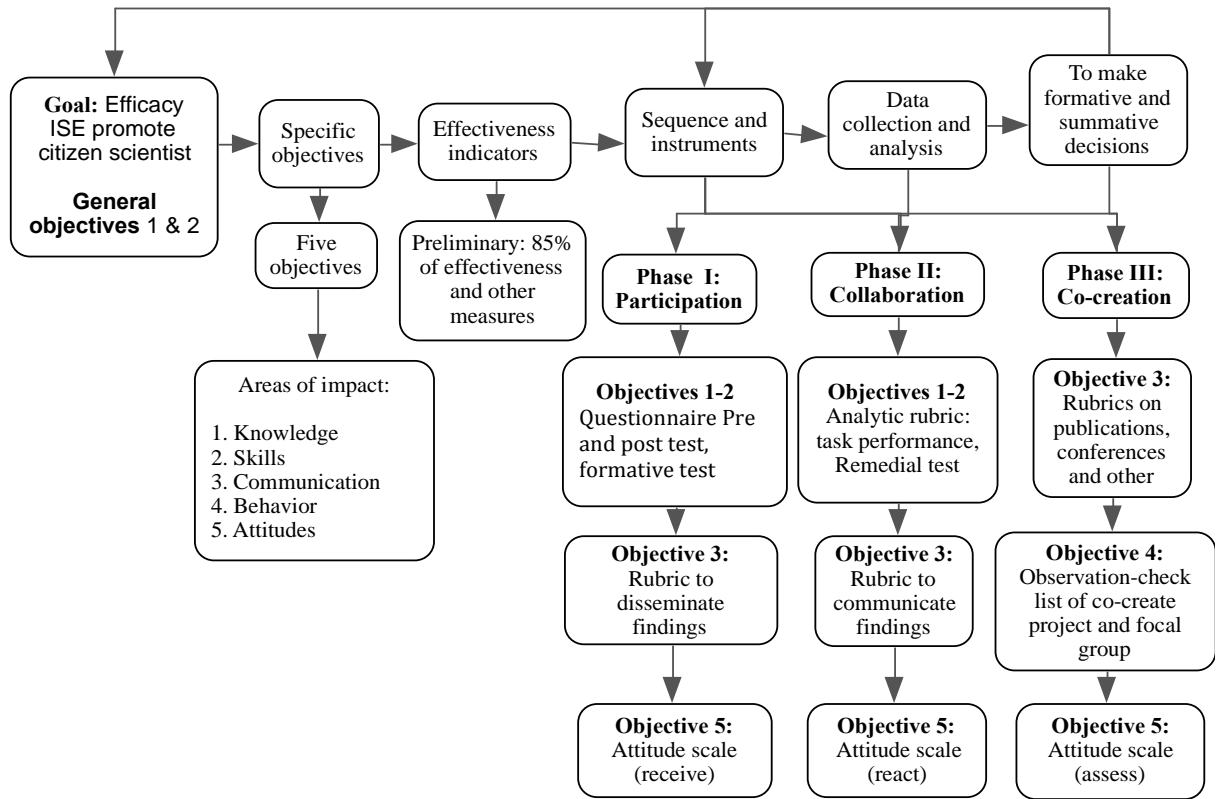 Goal: Efficacy
ISE promote
citizen scientist
General
objectives 1 & 2
Specific
objectives
Effectiveness
indicators
Sequence and
instruments
Data
collection and
analysis
To make
formative and
summative
decisions
Five
objectives
Preliminary: 85%
of effectiveness
and other
measures
Areas of impact:
1. Knowledge
2. Skills
3. Communication
4. Behavior
5. Attitudes
Phase I:
Participation
Objectives 1-2
Questionnaire Pre
and post test,
formative test
Objective 3:
Rubric to
disseminate
findings
Objective 5:
Attitude scale
(receive)
Phase II:
Collaboration
Objectives 1-2
Analytic rubric:
task performance,
Remedial test
Objective 3:
Rubric to
communicate
findings
Objective 5:
Attitude scale
(react)
Phase III:
Co-creation
Objective 3:
Rubrics on
publications,
conferences
and other
Objective 4:
Observation-check
list of co-create
project and focal
group
Objective 5:
Attitude scale
(assess)